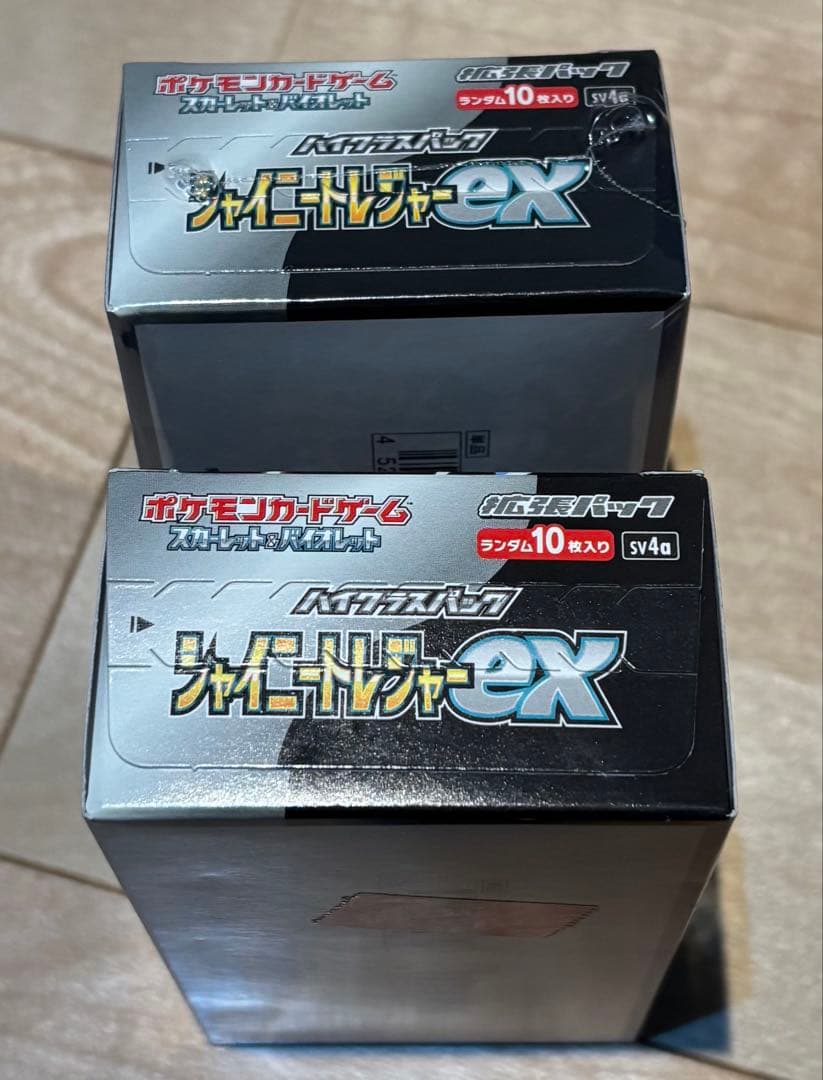 ポケモンカードゲーム
スカーレット&バイオレット
拡張パック
ランダム10枚入り SV4a
ハイクラスパック
シャイニートレジャーex
単品
4 52
ポケモンカードゲーム
スカーレット&バイオレット
拡張パック
ランダム10枚入り SV4a
ハイクラスパック
シャイニートレジャーex